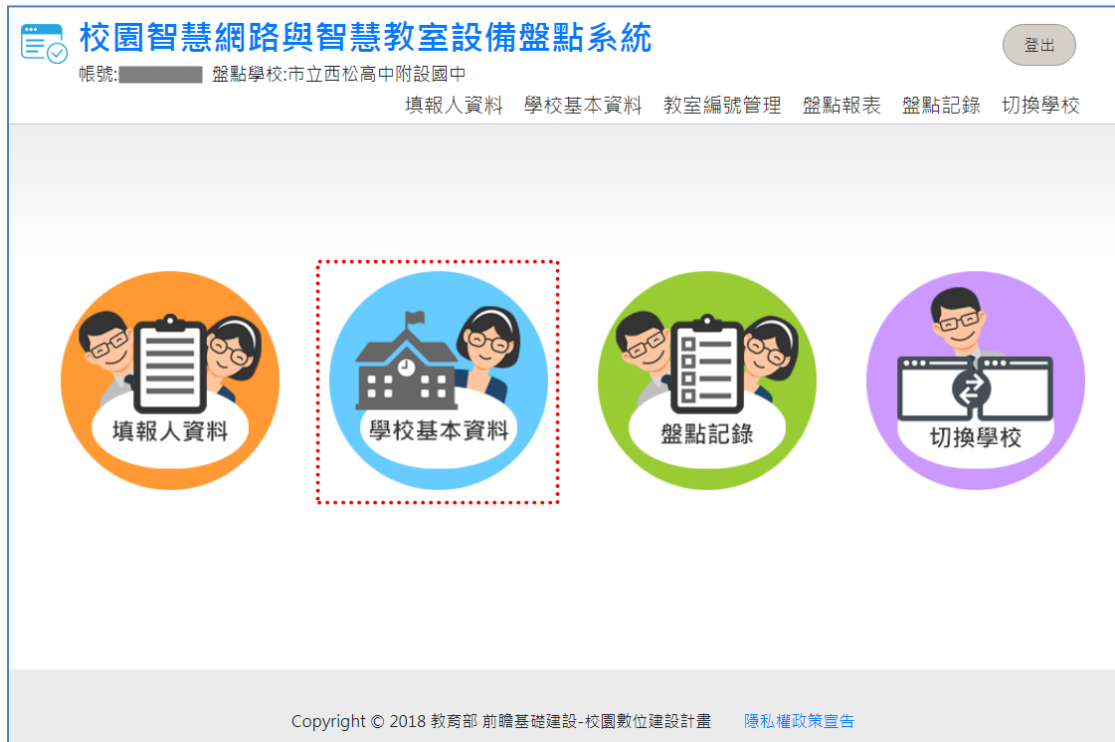 校園智慧網路與智慧教室設備盤點系統
登出
帳號: 盤點學校:市立西松高中附設國中
填報人資料 學校基本資料 教室編號管理 盤點報表 盤點記錄 切換學校
填報人資料
學校基本資料
盤點記錄
切換學校
Copyright © 2018 教育部 前瞻基礎建設-校園數位建設計畫 隱私權政策宣告